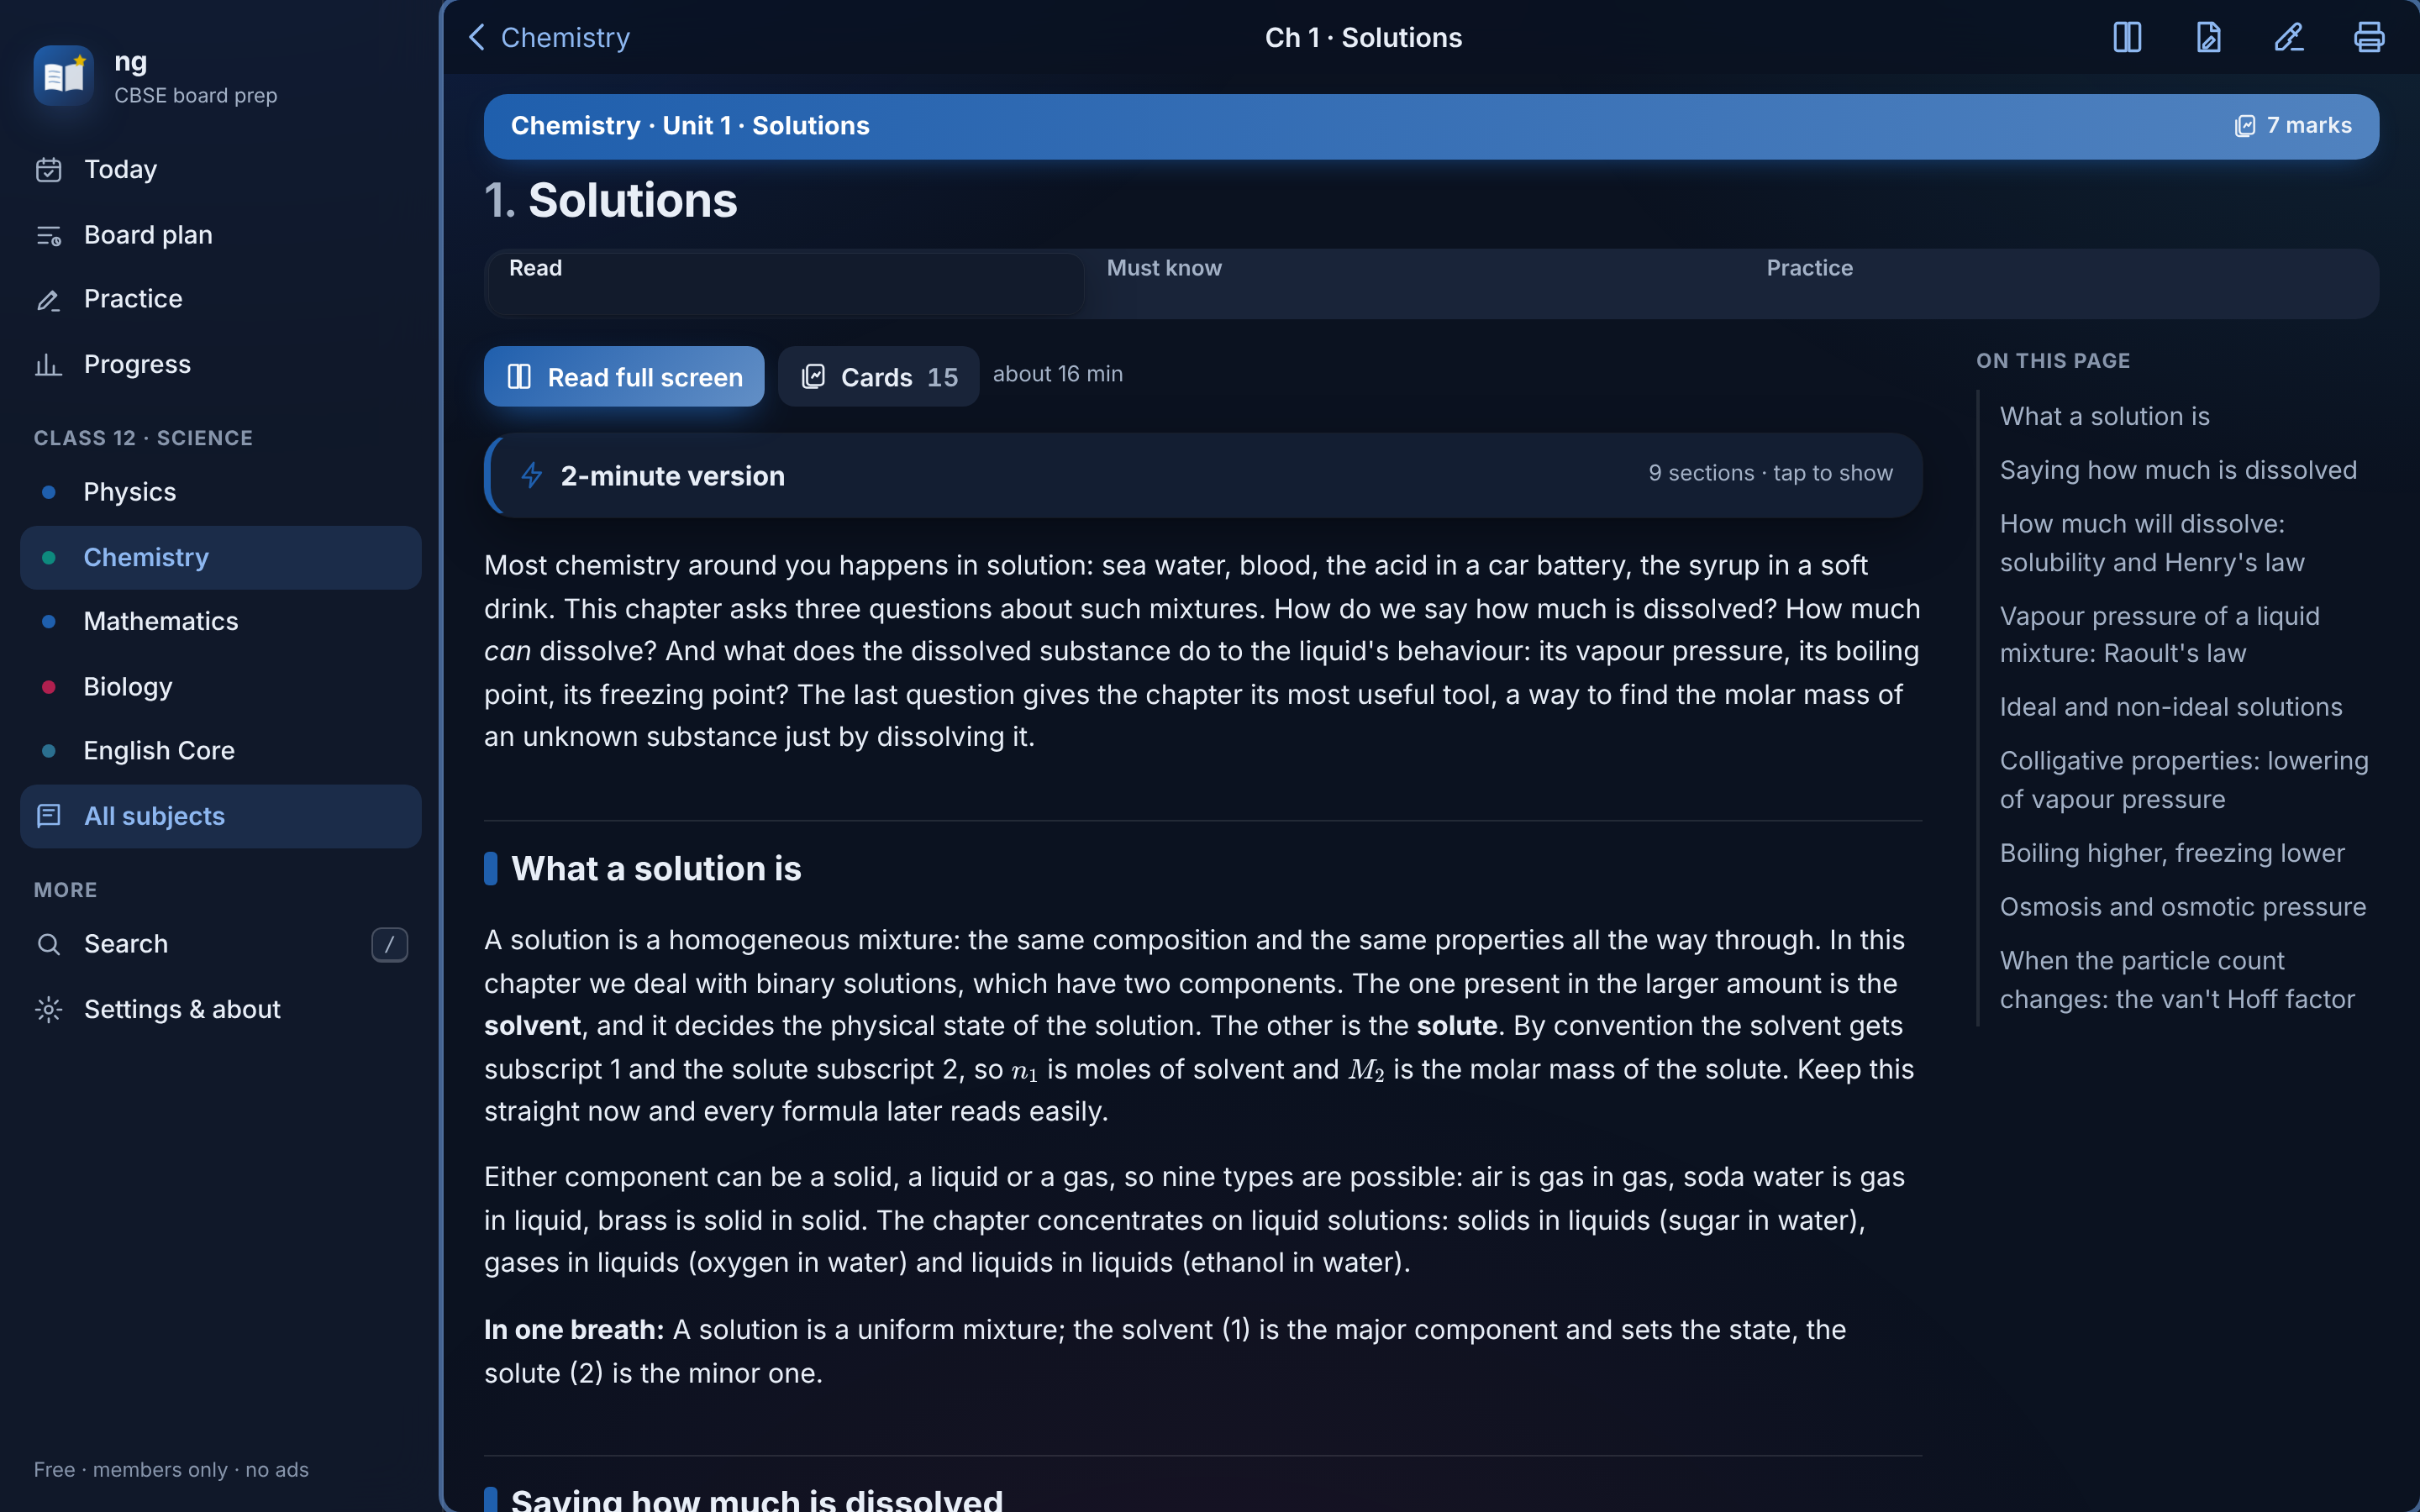 ng
CBSE board prep
Today
Board plan
Practice
Progress
CLASS 12 · SCIENCE
Physics
Chemistry
Mathematics
Biology
English Core
All subjects
MORE
Search /
Settings & about
Free · members only · no ads
Chemistry
Ch 1 · Solutions
Chemistry · Unit 1 · Solutions
7 marks
1. Solutions
Read
Must know
Practice
Read full screen
Cards 15
about 16 min
2-minute version
9 sections · tap to show
Most chemistry around you happens in solution: sea water, blood, the acid in a car battery, the syrup in a soft
drink. This chapter asks three questions about such mixtures. How do we say how much is dissolved? How much
can dissolve? And what does the dissolved substance do to the liquid's behaviour: its vapour pressure, its boiling
point, its freezing point? The last question gives the chapter its most useful tool, a way to find the molar mass of
an unknown substance just by dissolving it.
What a solution is
A solution is a homogeneous mixture: the same composition and the same properties all the way through. In this
chapter we deal with binary solutions, which have two components. The one present in the larger amount is the
solvent, and it decides the physical state of the solution. The other is the solute. By convention the solvent gets
subscript 1 and the solute subscript 2, so n₁ is moles of solvent and M₂ is the molar mass of the solute. Keep this
straight now and every formula later reads easily.
Either component can be a solid, a liquid or a gas, so nine types are possible: air is gas in gas, soda water is gas
in liquid, brass is solid in solid. The chapter concentrates on liquid solutions: solids in liquids (sugar in water),
gases in liquids (oxygen in water) and liquids in liquids (ethanol in water).
In one breath: A solution is a uniform mixture; the solvent (1) is the major component and sets the state, the
solute (2) is the minor one.
Saying how much is dissolved
ON THIS PAGE
What a solution is
Saying how much is dissolved
How much will dissolve:
solubility and Henry's law
Vapour pressure of a liquid
mixture: Raoult's law
Ideal and non-ideal solutions
Colligative properties: lowering
of vapour pressure
Boiling higher, freezing lower
Osmosis and osmotic pressure
When the particle count
changes: the van't Hoff factor